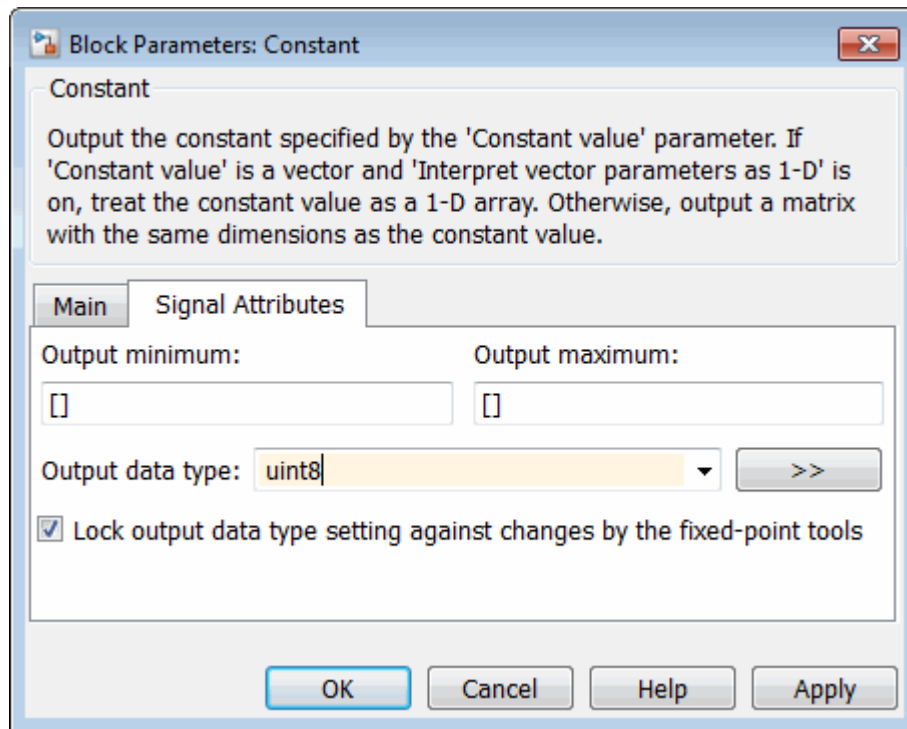 Block Parameters: Constant
Constant
Output the constant specified by the 'Constant value' parameter. If
'Constant value' is a vector and 'Interpret vector parameters as 1-D' is
on, treat the constant value as a 1-D array. Otherwise, output a matrix
with the same dimensions as the constant value.
Main Signal Attributes
Output minimum: Output maximum:
[] []
Output data type: uint8 >>
Lock output data type setting against changes by the fixed-point tools
OK Cancel Help Apply